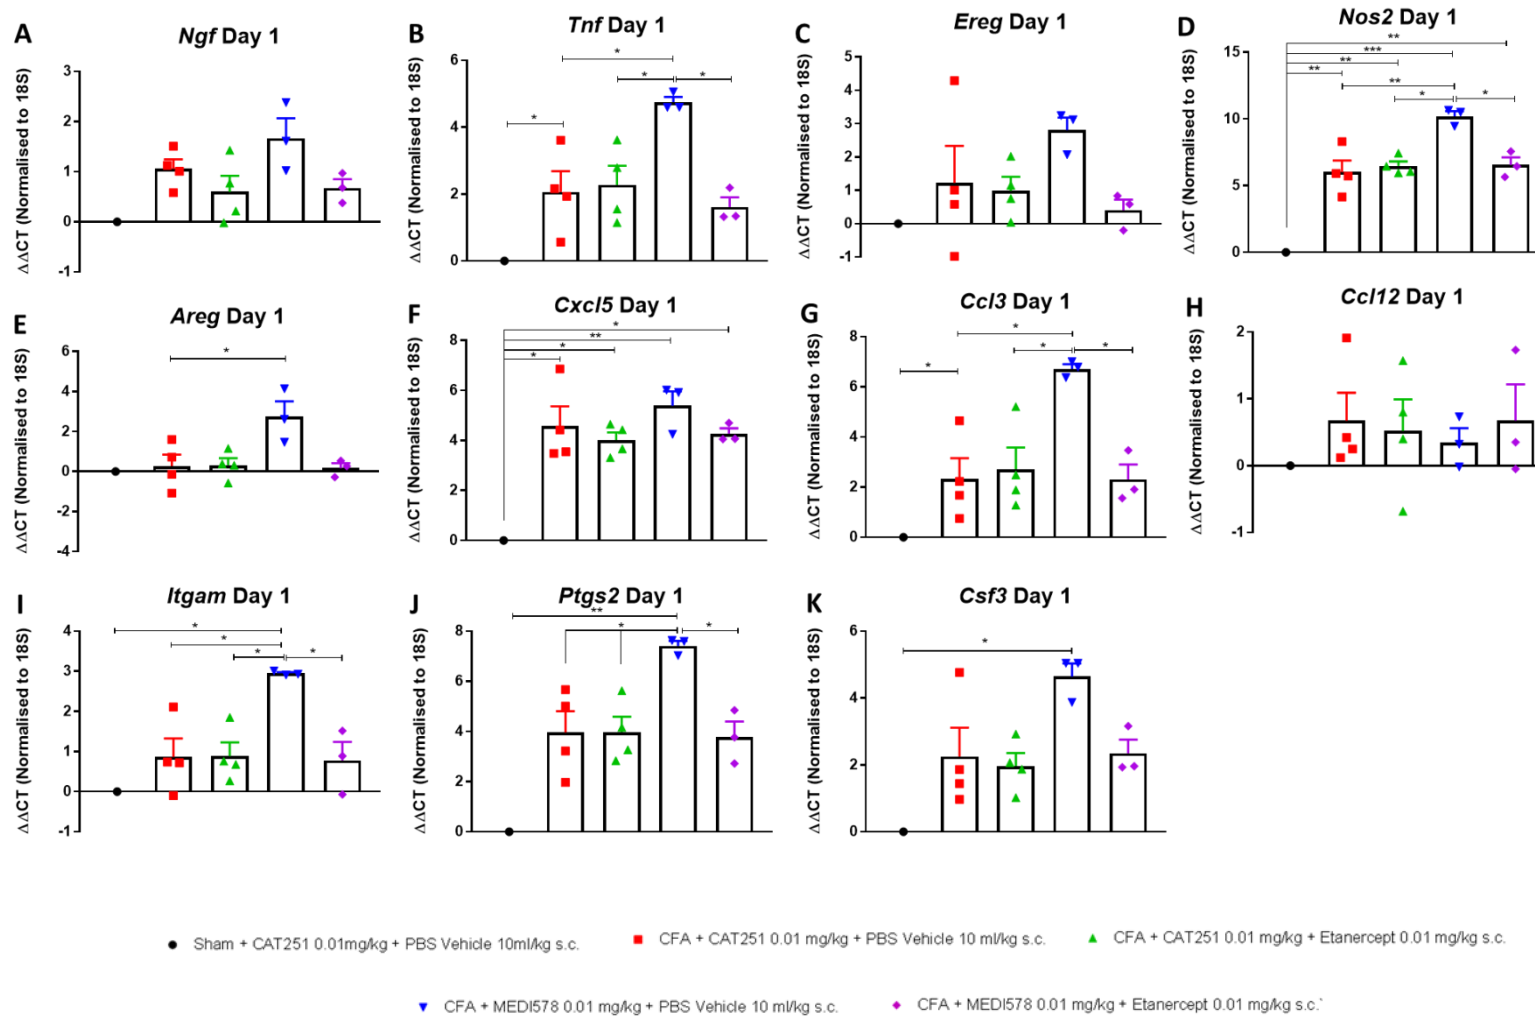 A
Ngf Day 1
ΔΔCT (Normalised to 18S)
3
2
1
0
-1
B
Tnf Day 1
ΔΔCT (Normalised to 18S)
6
4
2
0
*
*
*
*
C
Ereg Day 1
ΔΔCT (Normalised to 18S)
5
4
3
2
1
0
-1
D
Nos2 Day 1
ΔΔCT (Normalised to 18S)
15
10
5
0
**
***
**
**
**
*
*
E
Areg Day 1
ΔΔCT (Normalised to 18S)
6
4
2
0
-2
-4
*
F
Cxcl5 Day 1
ΔΔCT (Normalised to 18S)
8
6
4
2
0
*
**
*
*
G
Ccl3 Day 1
ΔΔCT (Normalised to 18S)
8
6
4
2
0
*
*
*
*
H
Ccl12 Day 1
ΔΔCT (Normalised to 18S)
2
1
0
-1
I
Itgam Day 1
ΔΔCT (Normalised to 18S)
4
3
2
1
0
-1
*
*
*
*
J
Ptgs2 Day 1
ΔΔCT (Normalised to 18S)
8
6
4
2
0
**
*
*
K
Csf3 Day 1
ΔΔCT (Normalised to 18S)
6
4
2
0
*
Sham + CAT251 0.01mg/kg + PBS Vehicle 10ml/kg s.c.
CFA + CAT251 0.01 mg/kg + PBS Vehicle 10 ml/kg s.c.
CFA + CAT251 0.01 mg/kg + Etanercept 0.01 mg/kg s.c.
CFA + MEDI578 0.01 mg/kg + PBS Vehicle 10 ml/kg s.c.
CFA + MEDI578 0.01 mg/kg + Etanercept 0.01 mg/kg s.c.`